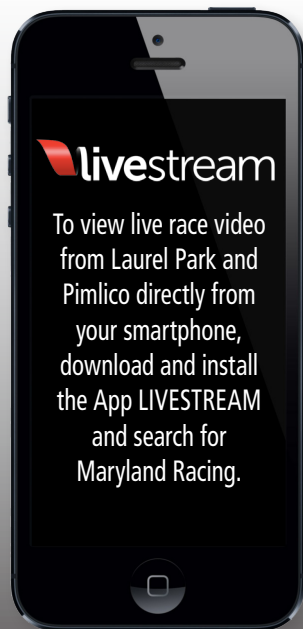 livestream
To view live race video
from Laurel Park and
Pimlico directly from
your smartphone,
download and install
the App LIVESTREAM
and search for
Maryland Racing.